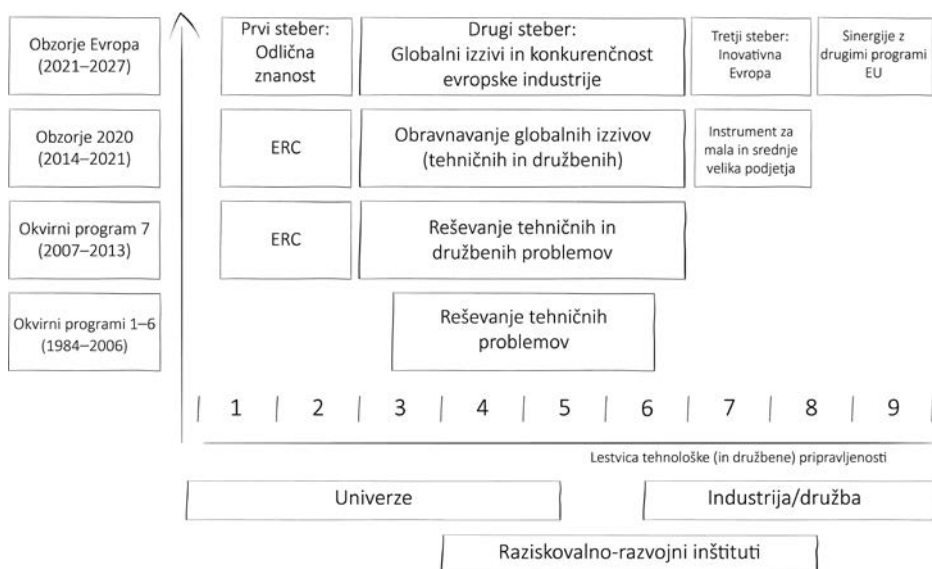 Obzorje Evropa
(2021–2027)
Prvi steber:
Odlična
znanost
Drugi steber:
Globalni izzivi in konkurenčnost
evropske industrije
Tretji steber:
Inovativna
Evropa
Sinergije z
drugimi programi
EU
Obzorje 2020
(2014–2021)
ERC
Obravnavanje globalnih izzivov
(tehničnih in družbenih)
Instrument za
mala in srednje
velika podjetja
Okvirni program 7
(2007–2013)
ERC
Reševanje tehničnih in
družbenih problemov
Okvirni programi 1–6
(1984–2006)
Reševanje tehničnih
problemov
1 2 3 4 5 6 7 8 9
Lestvica tehnološke (in družbene) pripravljenosti
Univerze
Industrija/družba
Raziskovalno-razvojni inštituti